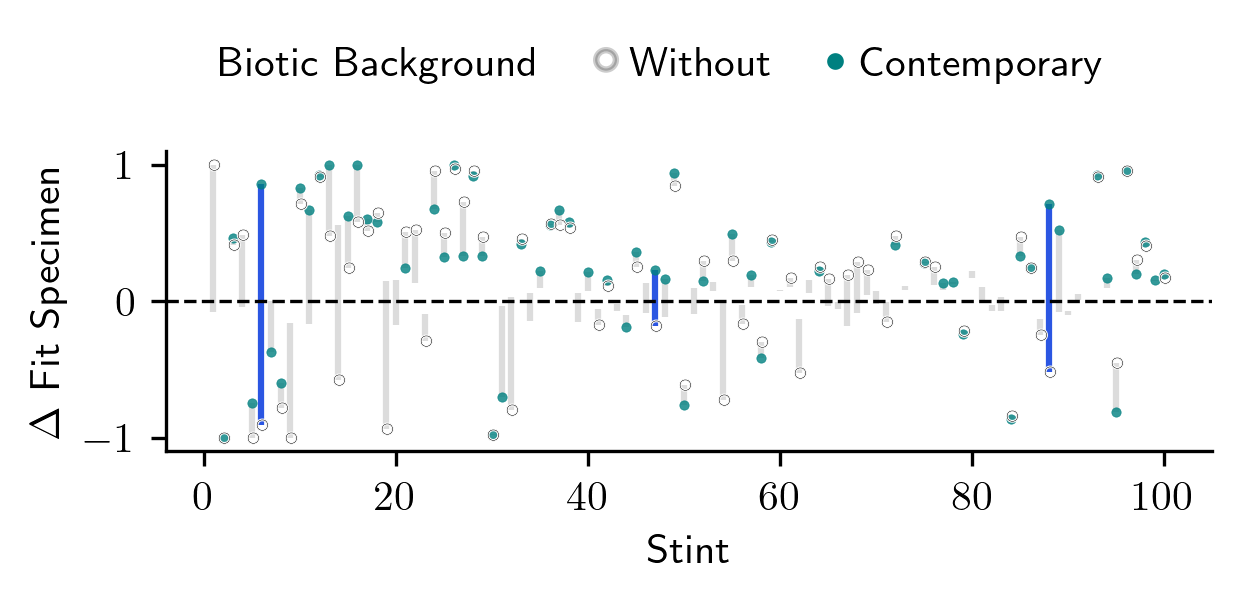 Biotic Background Without Contemporary
Δ Fit Specimen
1
0
−1
0 20 40 60 80 100
Stint